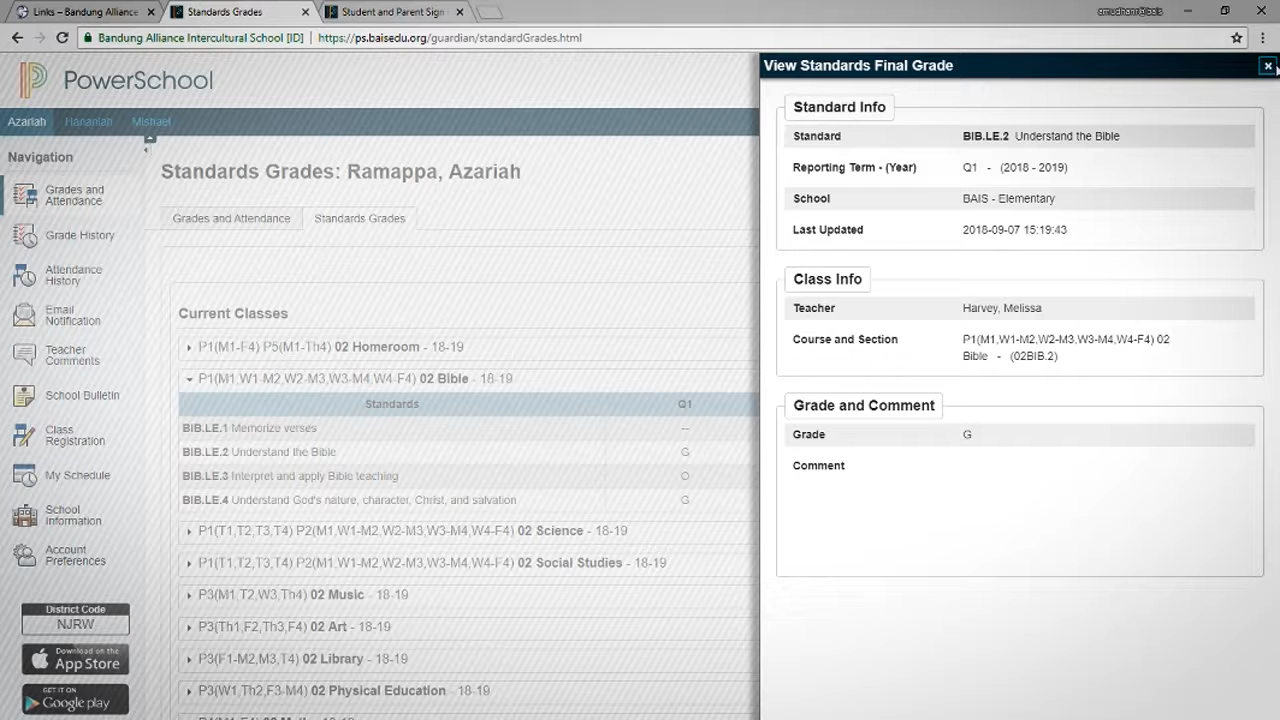 Links – Bandung Alliance
Standards Grades
Student and Parent Sign
Bandung Alliance Intercultural School [ID] | https://ps.baisedu.org/guardian/standardGrades.html
PowerSchool
Azariah Hananiah Mishael
Navigation
Grades and
Attendance
Grade History
Attendance
History
Email
Notification
Teacher
Comments
School Bulletin
Class
Registration
My Schedule
School
Information
Account
Preferences
District Code
NJRW
Download on the
App Store
GET IT ON
Google play
Standards Grades: Ramappa, Azariah
Grades and Attendance Standards Grades
Current Classes
P1(M1-F4) P5(M1-Th4) 02 Homeroom - 18-19
P1(M1,W1-M2,W2-M3,W3-M4,W4-F4) 02 Bible - 18-19
Standards Q1
BIB.LE.1 Memorize verses --
BIB.LE.2 Understand the Bible G
BIB.LE.3 Interpret and apply Bible teaching O
BIB.LE.4 Understand God's nature, character, Christ, and salvation G
P1(T1,T2,T3,T4) P2(M1,W1-M2,W2-M3,W3-M4,W4-F4) 02 Science - 18-19
P1(T1,T2,T3,T4) P2(M1,W1-M2,W2-M3,W3-M4,W4-F4) 02 Social Studies - 18-19
P3(M1,T2,W3,Th4) 02 Music - 18-19
P3(Th1,F2,Th3,F4) 02 Art - 18-19
P3(F1-M2,M3,T4) 02 Library - 18-19
P3(W1,Th2,F3-M4) 02 Physical Education - 18-19
View Standards Final Grade
Standard Info
Standard BIB.LE.2 Understand the Bible
Reporting Term - (Year) Q1 - (2018 - 2019)
School BAIS - Elementary
Last Updated 2018-09-07 15:19:43
Class Info
Teacher Harvey, Melissa
Course and Section P1(M1,W1-M2,W2-M3,W3-M4,W4-F4) 02
Bible - (02BIB.2)
Grade and Comment
Grade G
Comment